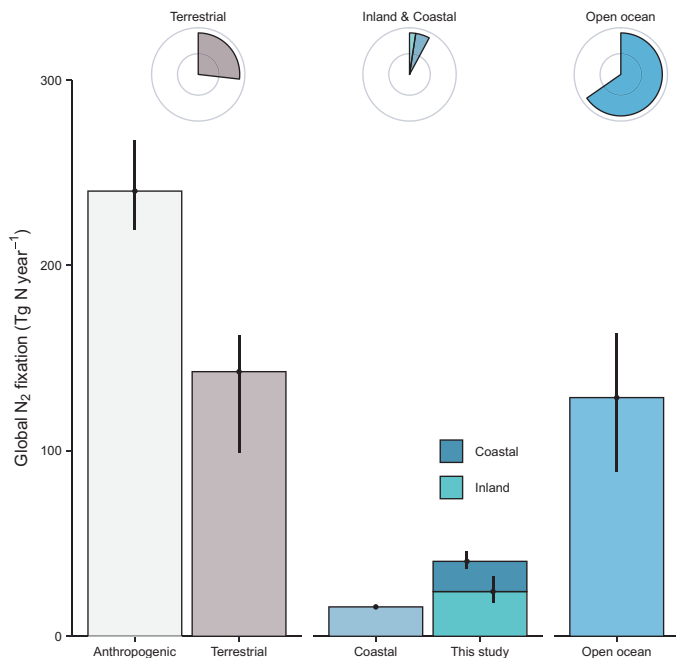 Terrestrial
Inland & Coastal
Open ocean
Global N₂ fixation (Tg N year⁻¹)
300
200
100
0
Coastal
Inland
Anthropogenic
Terrestrial
Coastal
This study
Open ocean